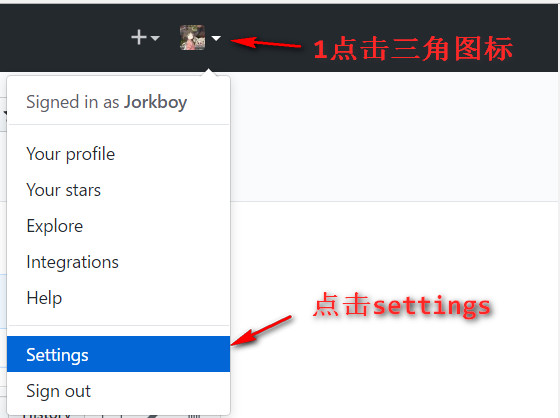 1点击三角图标
Signed in as Jorkboy
Your profile
Your stars
Explore
Integrations
Help
点击settings
Settings
Sign out